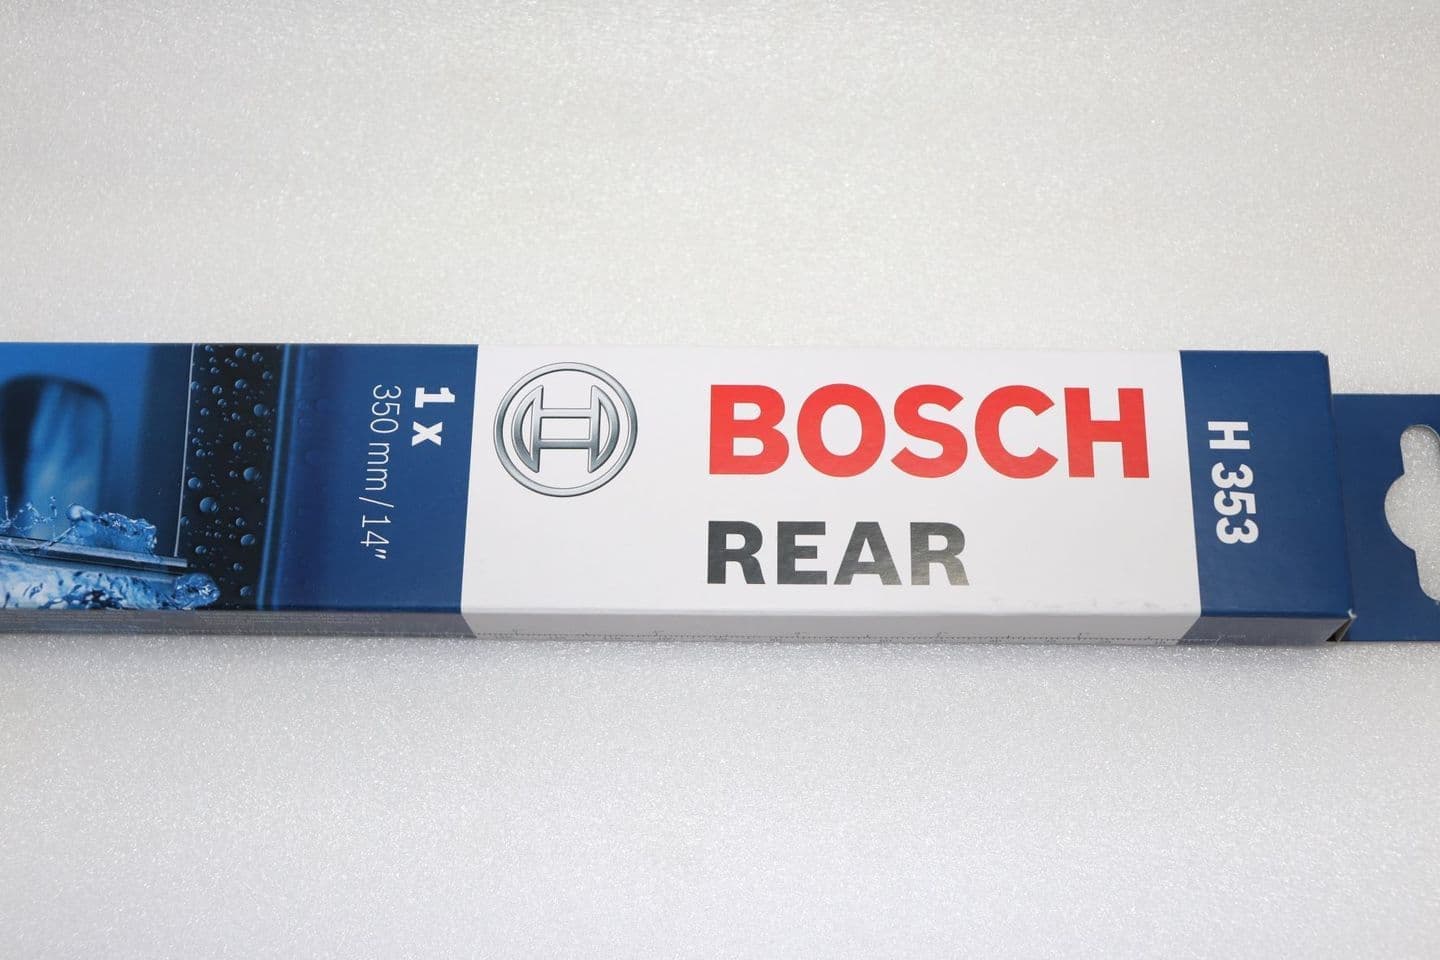 1 x
350 mm / 14"
BOSCH
REAR
H 353